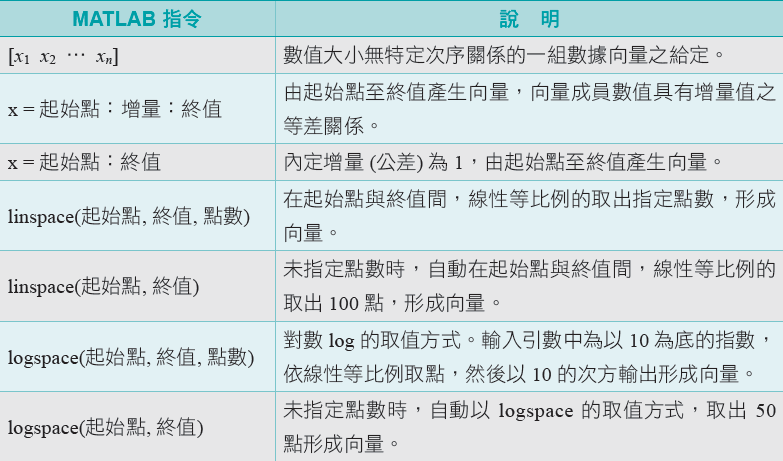 MATLAB 指令 說 明
[x1 x2 … xn] 數值大小無特定次序關係的一組數據向量之給定。
x = 起始點：增量：終值 由起始點至終值產生向量，向量成員數值具有增量值之
等差關係。
x = 起始點：終值 內定增量 (公差) 為 1，由起始點至終值產生向量。
linspace(起始點, 終值, 點數) 在起始點與終值間，線性等比例的取出指定點數，形成
向量。
linspace(起始點, 終值) 未指定點數時，自動在起始點與終值間，線性等比例的
取出 100 點，形成向量。
logspace(起始點, 終值, 點數) 對數 log 的取值方式。輸入引數中為以 10 為底的指數，
依線性等比例取點，然後以 10 的次方輸出形成向量。
logspace(起始點, 終值) 未指定點數時，自動以 logspace 的取值方式，取出 50
點形成向量。